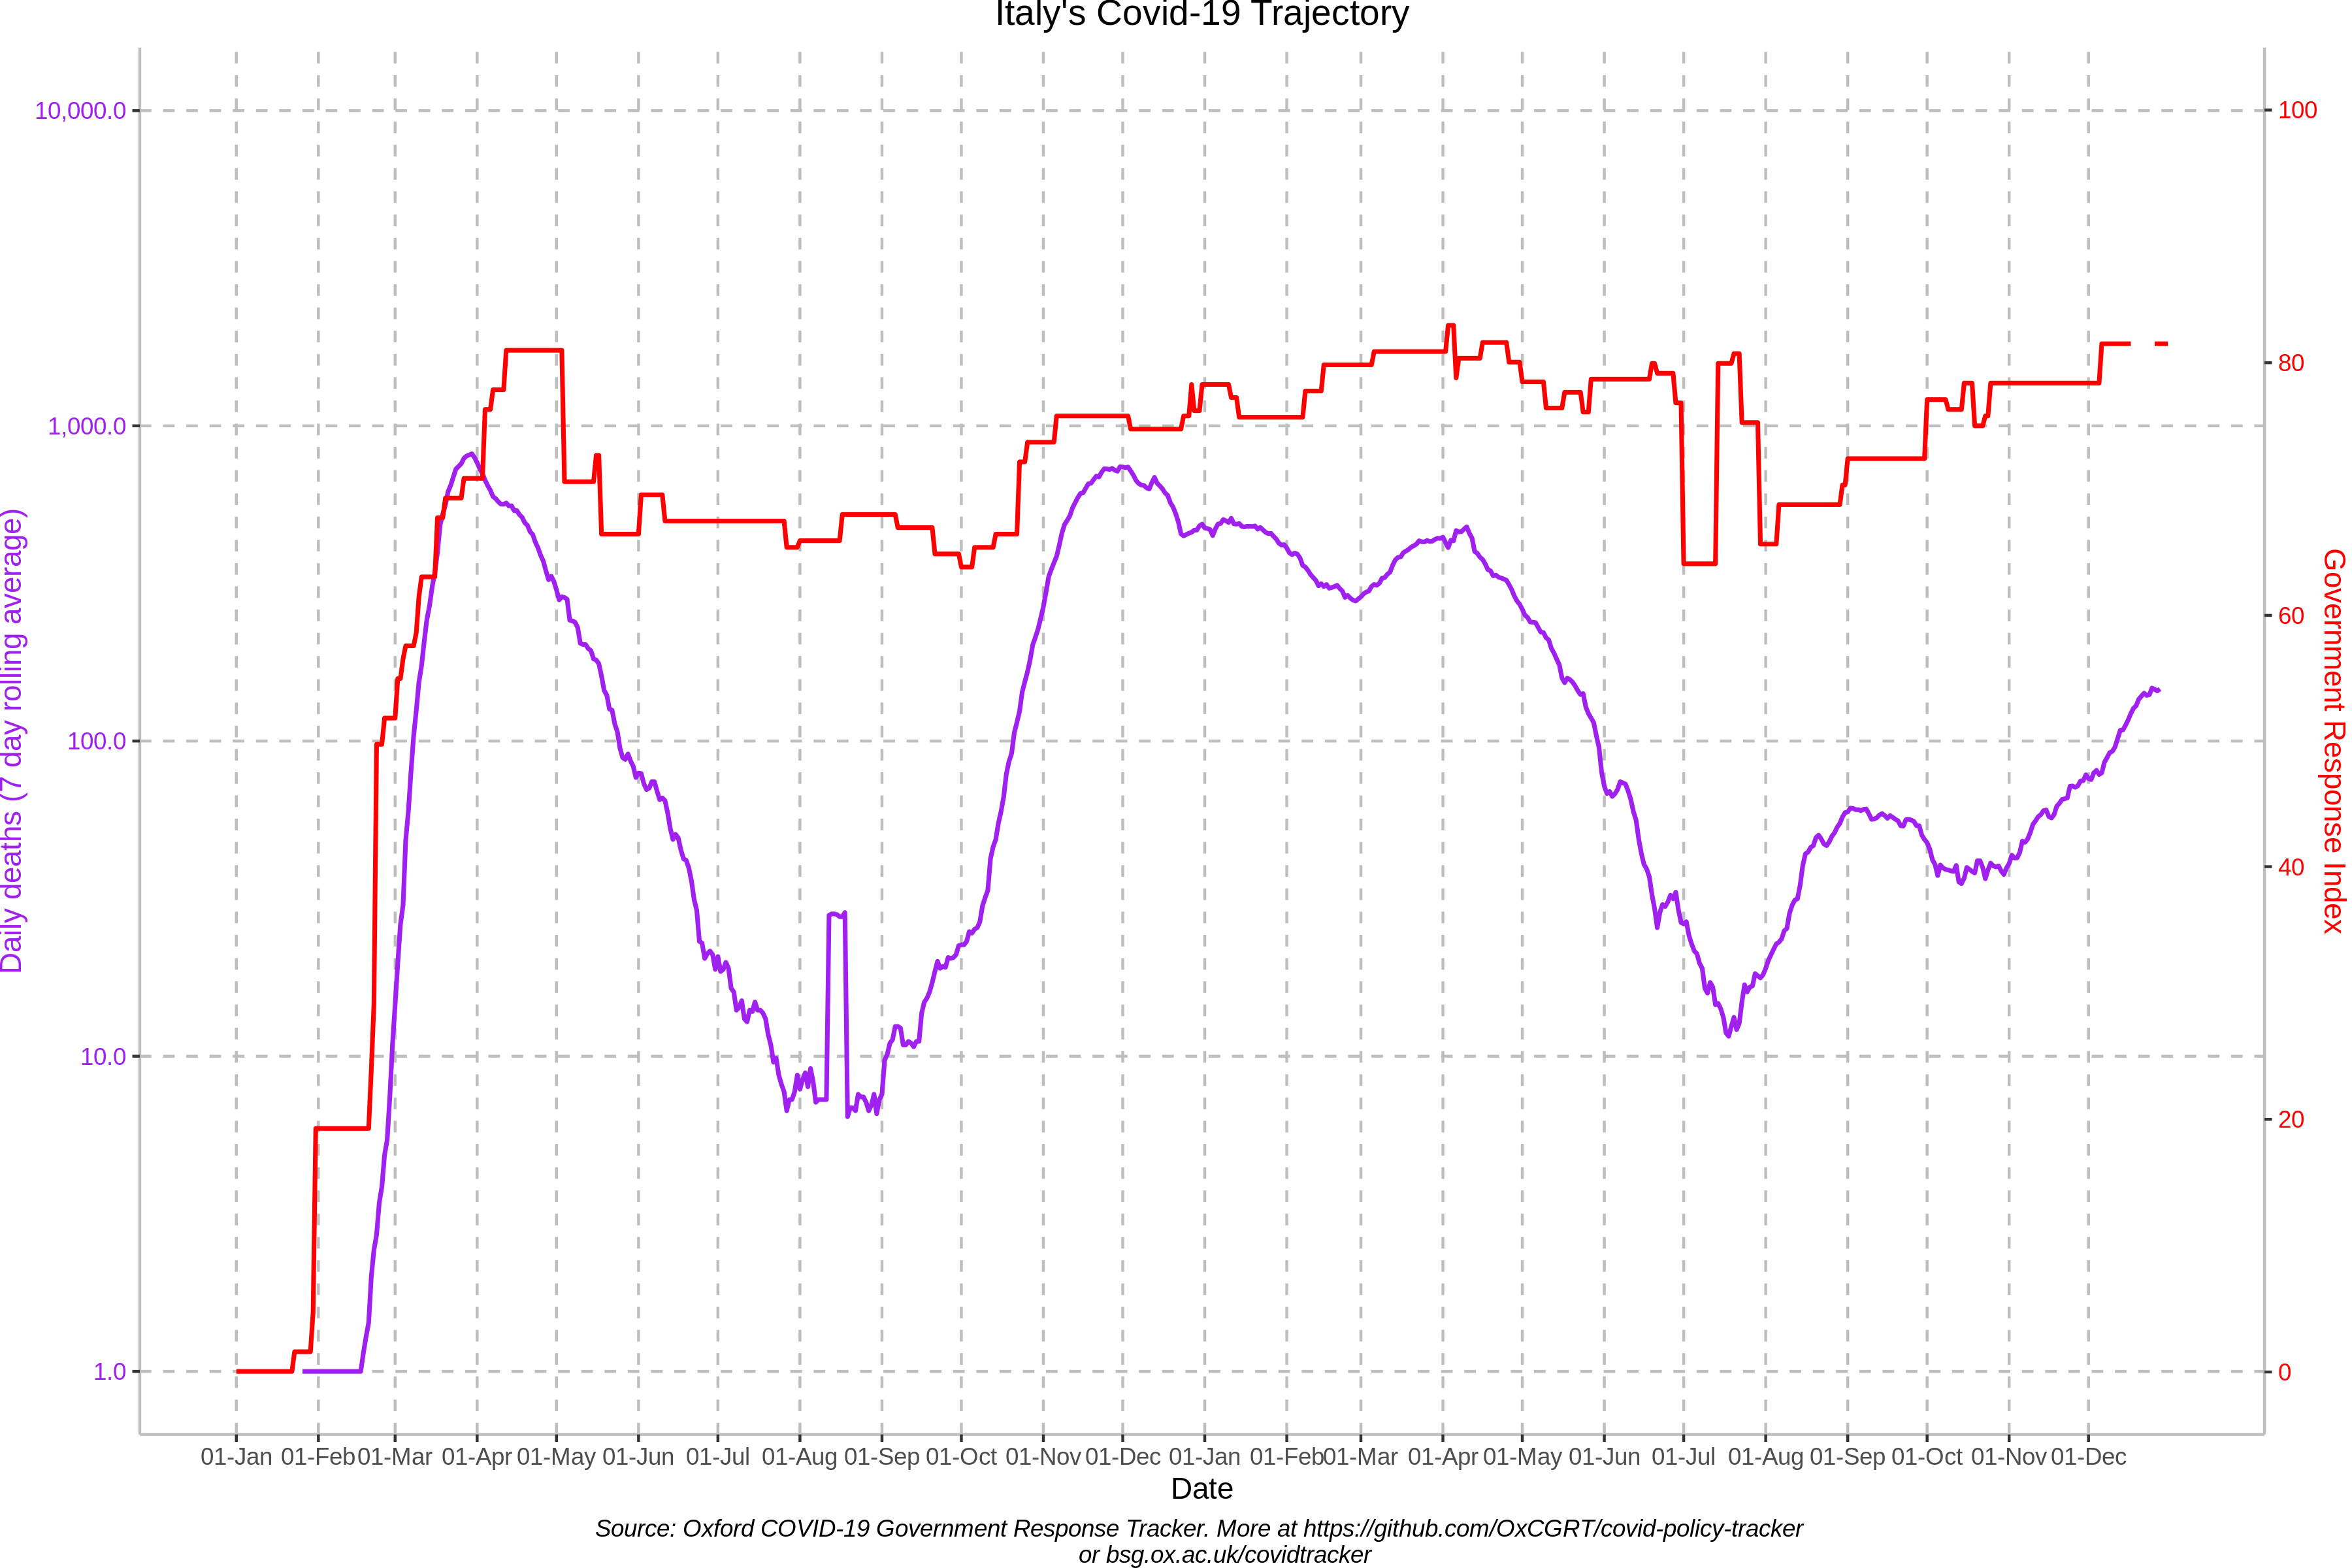 Italy's Covid-19 Trajectory
10,000.0
1,000.0
100.0
10.0
1.0
Daily deaths (7 day rolling average)
100
80
60
40
20
0
Government Response Index
01-Jan 01-Feb 01-Mar 01-Apr 01-May 01-Jun 01-Jul 01-Aug 01-Sep 01-Oct 01-Nov 01-Dec 01-Jan 01-Feb 01-Mar 01-Apr 01-May 01-Jun 01-Jul 01-Aug 01-Sep 01-Oct 01-Nov 01-Dec
Date
Source: Oxford COVID-19 Government Response Tracker. More at https://github.com/OxCGRT/covid-policy-tracker
or bsg.ox.ac.uk/covidtracker